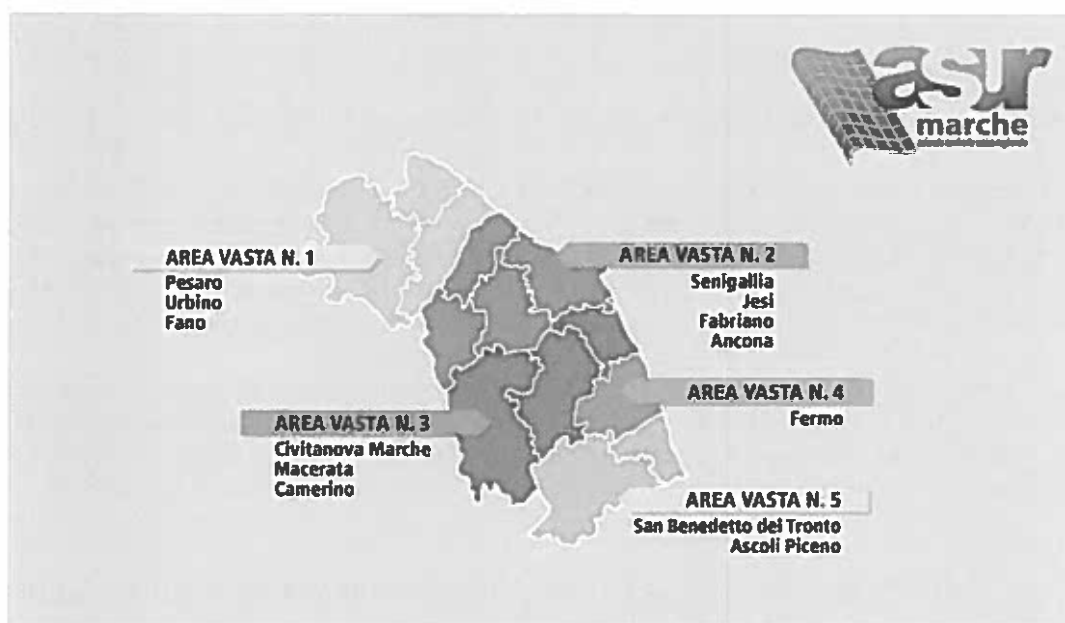 asur
marche
AREA VASTA N. 1
Pesaro
Urbino
Fano
AREA VASTA N. 2
Senigallia
Jesi
Fabriano
Ancona
AREA VASTA N. 4
Fermo
AREA VASTA N. 3
Civitanova Marche
Macerata
Camerino
AREA VASTA N. 5
San Benedetto del Tronto
Ascoli Piceno